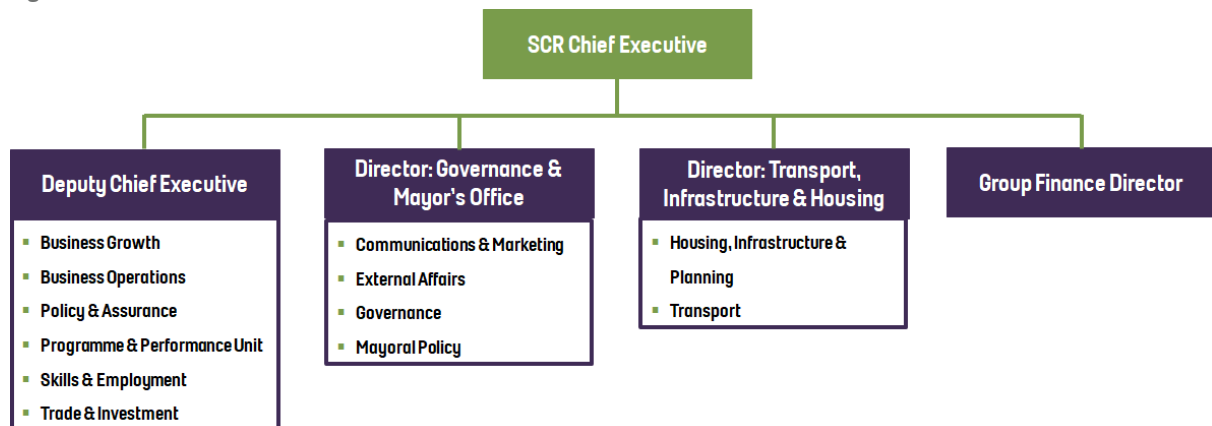 SCR Chief Executive
Deputy Chief Executive
Business Growth
Business Operations
Policy & Assurance
Programme & Performance Unit
Skills & Employment
Trade & Investment
Director: Governance &
Mayor's Office
Communications & Marketing
External Affairs
Governance
Mayoral Policy
Director: Transport,
Infrastructure & Housing
Housing, Infrastructure &
Planning
Transport
Group Finance Director